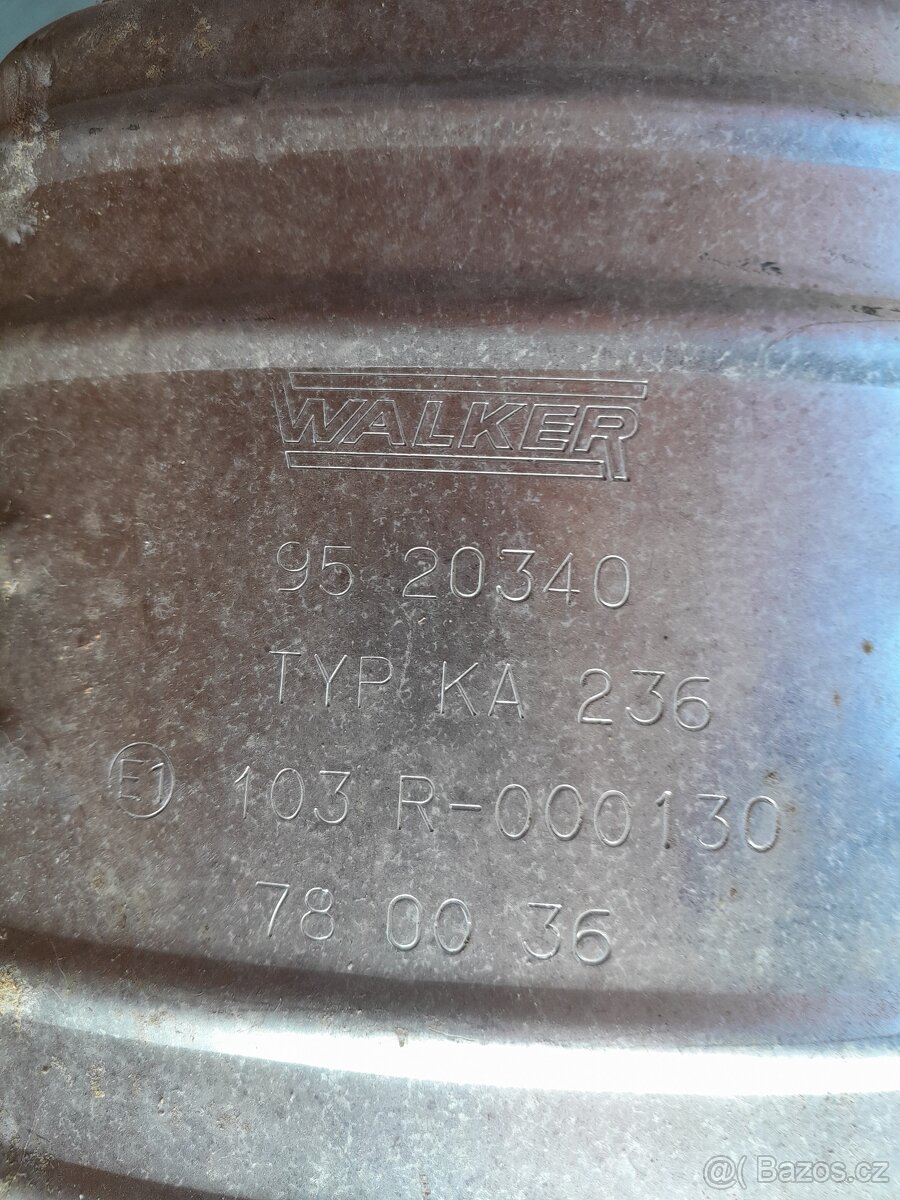 WALKER
95 20340
TYP KA 236
E1 103 R-000130
78 00 36
@( Bazos.cz